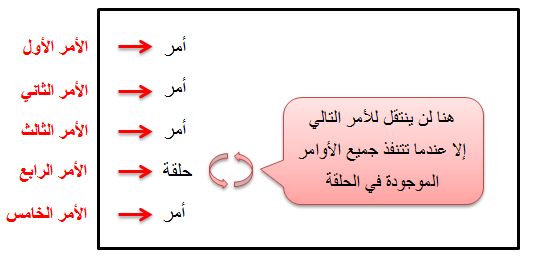 الأمر الأول أمر
الأمر الثاني أمر
الأمر الثالث أمر
الأمر الرابع حلقة
الأمر الخامس أمر
هنا لن ينتقل للأمر التالي
إلا عندما تتنفذ جميع الأوامر
الموجودة في الحلقة